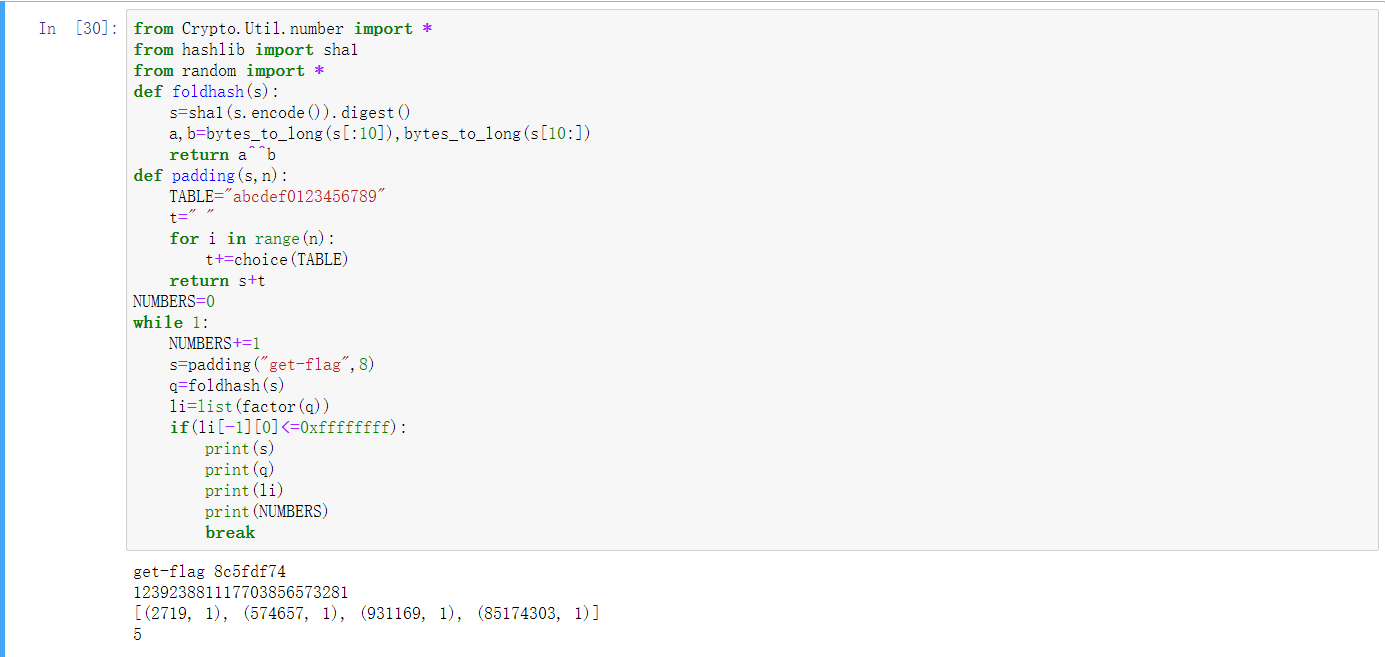 In [30]: from Crypto.Util.number import *
from hashlib import sha1
from random import *
def foldhash(s):
    s=sha1(s.encode()).digest()
    a,b=bytes_to_long(s[:10]),bytes_to_long(s[10:])
    return a^^b
def padding(s,n):
    TABLE="abcdef0123456789"
    t=" "
    for i in range(n):
        t+=choice(TABLE)
    return s+t
NUMBERS=0
while 1:
    NUMBERS+=1
    s=padding("get-flag",8)
    q=foldhash(s)
    li=list(factor(q))
    if(li[-1][0]<=0xffffffff):
        print(s)
        print(q)
        print(li)
        print(NUMBERS)
        break
get-flag 8c5fdf74
123923881117703856573281
[(2719, 1), (574657, 1), (931169, 1), (85174303, 1)]
5